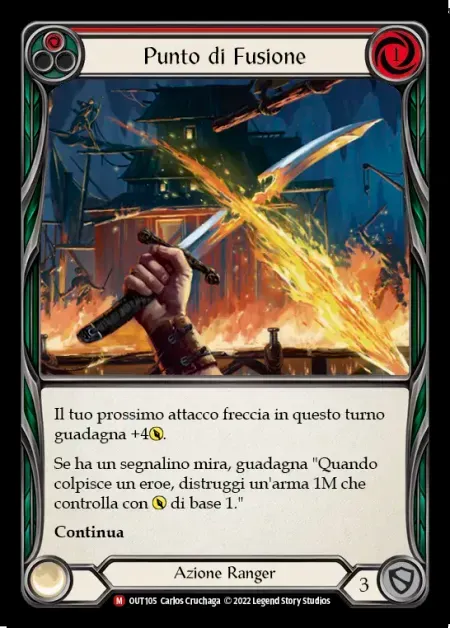 Punto di Fusione
1
Il tuo prossimo attacco freccia in questo turno
guadagna +4.
Se ha un segnalino mira, guadagna "Quando
colpisce un eroe, distruggi un'arma 1M che
controlla con di base 1."
Continua
Azione Ranger
3
M OUT105 Carlos Cruchaga © 2022 Legend Story Studios